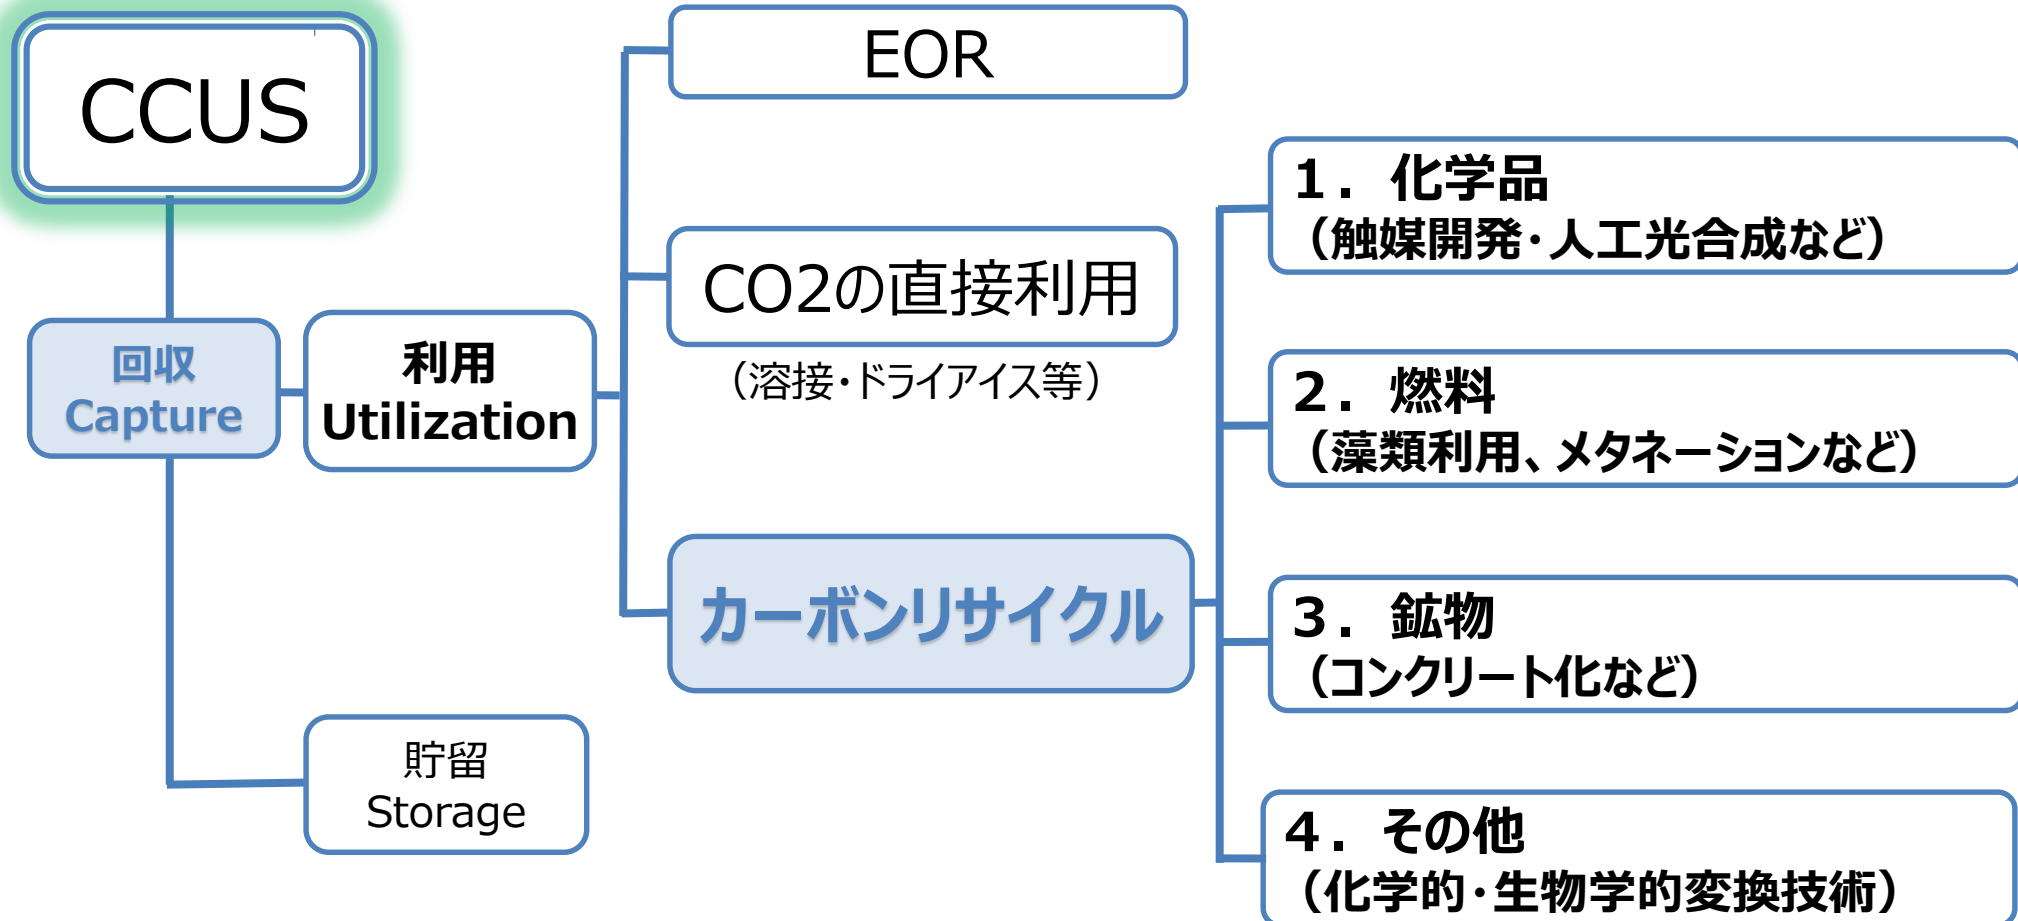 CCUS
回収
Capture
利用
Utilization
貯留
Storage
EOR
CO2の直接利用
（溶接・ドライアイス等）
カーボンリサイクル
１．化学品
（触媒開発・人工光合成など）
２．燃料
（藻類利用、メタネーションなど）
３．鉱物
（コンクリート化など）
４．その他
（化学的・生物学的変換技術）